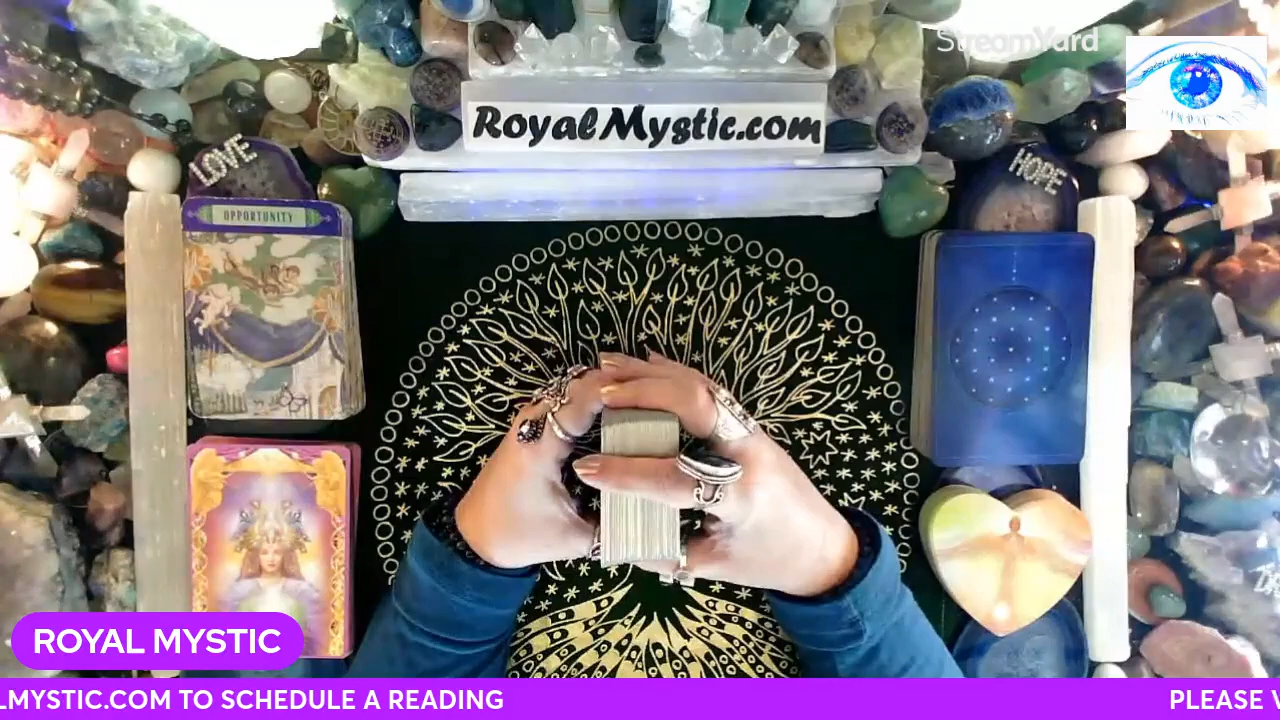 StreamYard
RoyalMystic.com
LOVE
HOPE
OPPORTUNITY
ROYAL MYSTIC
LMYSTIC.COM TO SCHEDULE A READING
PLEASE V